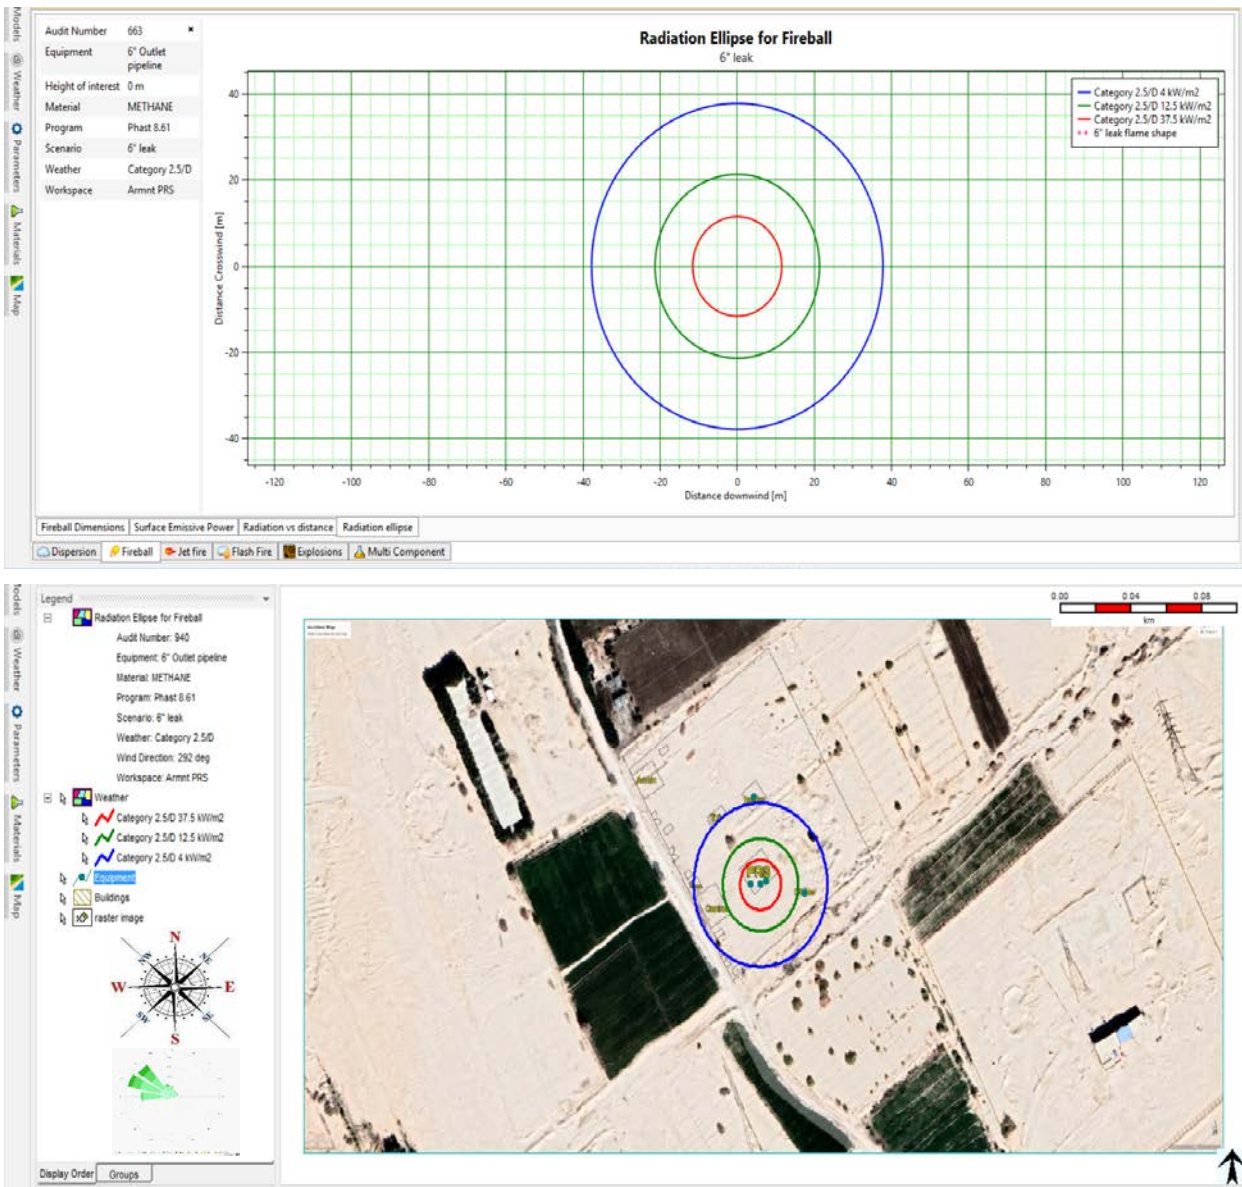 Models
Weather
Parameters
Materials
Map
Audit Number 663
Equipment 6" Outlet
pipeline
Height of interest 0 m
Material METHANE
Program Phast 8.61
Scenario 6" leak
Weather Category 2.5/D
Workspace Armnt PRS
Radiation Ellipse for Fireball
6" leak
Category 2.5/D 4 kW/m2
Category 2.5/D 12.5 kW/m2
Category 2.5/D 37.5 kW/m2
6" leak flame shape
Distance Crosswind [m]
40
20
0
-20
-40
-120 -100 -80 -60 -40 -20 0 20 40 60 80 100 120
Distance downwind [m]
Fireball Dimensions Surface Emissive Power Radiation vs distance Radiation ellipse
Dispersion Fireball Jet fire Flash Fire Explosions Multi Component
Models
Weather
Parameters
Materials
Map
Legend
Radiation Ellipse for Fireball
Audit Number: 940
Equipment: 6" Outlet pipeline
Material: METHANE
Program: Phast 8.61
Scenario: 6" leak
Weather: Category 2.5/D
Wind Direction: 292 deg
Workspace: Armnt PRS
Weather
Category 2.5/D 37.5 kW/m2
Category 2.5/D 12.5 kW/m2
Category 2.5/D 4 kW/m2
Equipment
Buildings
raster image
N
NW NE
W E
SW SE
S
Display Order Groups
0.00 0.04 0.08
km
PRS